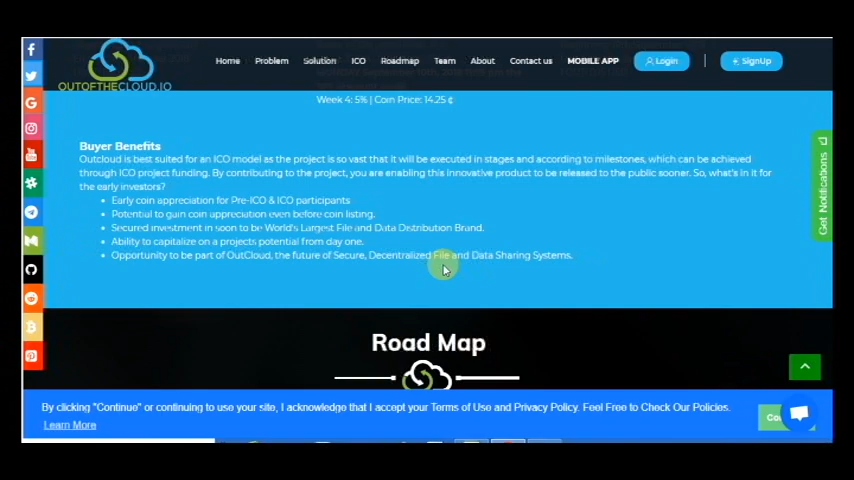 Home Problem Solution ICO Roadmap Team About Contact us MOBILE APP Login SignUp
OUTOFTHECLOUD.IO
Week 4: 5% | Coin Price: 14.25 ¢
Buyer Benefits
Outcloud is best suited for an ICO model as the project is so vast that it will be executed in stages and according to milestones, which can be achieved
through ICO project funding. By contributing to the project, you are enabling this innovative product to be released to the public sooner. So, what's in it for
the early investors?
Early coin appreciation for Pre-ICO & ICO participants
Potential to gain coin appreciation even before coin listing.
Secured investment in soon to be World's Largest File and Data Distribution Brand.
Ability to capitalize on a projects potential from day one.
Opportunity to be part of OutCloud, the future of Secure, Decentralized File and Data Sharing Systems.
Get Notifications
Road Map
By clicking "Continue" or continuing to use your site, I acknowledge that I accept your Terms of Use and Privacy Policy. Feel Free to Check Our Policies.
Learn More